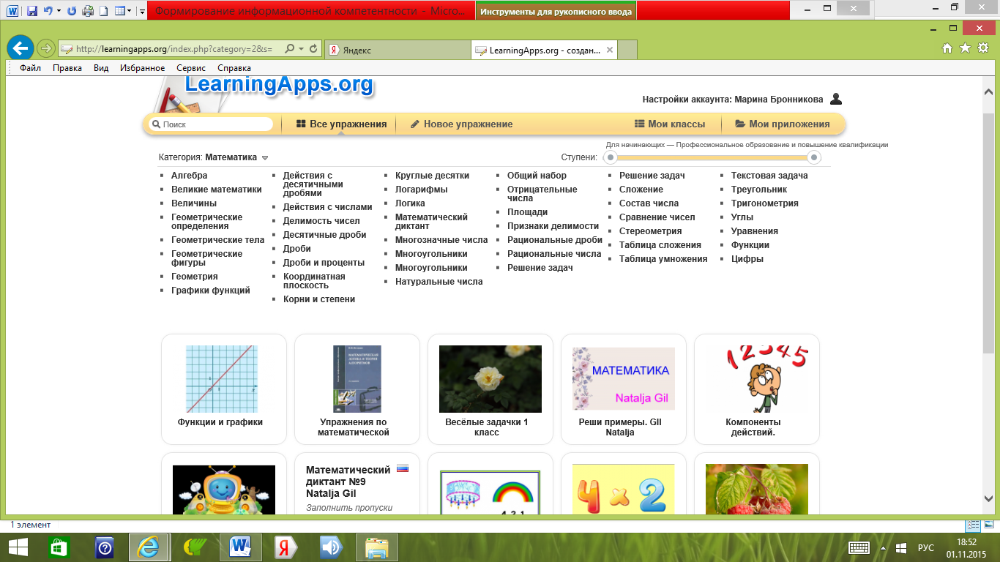 Формирование информационной компетентности - Micro...
Инструменты для рукописного ввода
http://learningapps.org/index.php?category=2&s=
Яндекс
LearningApps.org - создан...
Файл Правка Вид Избранное Сервис Справка
LearningApps.org
Настройки аккаунта: Марина Бронникова
Поиск
Все упражнения
Новое упражнение
Мои классы
Мои приложения
Для начинающих — Профессиональное образование и повышение квалификации
Категория: Математика
Ступени:
Алгебра
Великие математики
Величины
Геометрические
определения
Геометрические тела
Геометрические
фигуры
Геометрия
Графики функций
Действия с
десятичными
дробями
Действия с числами
Делимость чисел
Десятичные дроби
Дроби
Дроби и проценты
Координатная
плоскость
Корни и степени
Круглые десятки
Логарифмы
Логика
Математический
диктант
Многозначные числа
Многоугольники
Многоугольники
Натуральные числа
Общий набор
Отрицательные
числа
Площади
Признаки делимости
Рациональные дроби
Рациональные числа
Решение задач
Решение задач
Сложение
Состав числа
Сравнение чисел
Стереометрия
Таблица сложения
Таблица умножения
Текстовая задача
Треугольник
Тригонометрия
Углы
Уравнения
Функции
Цифры
Функции и графики
МАТЕМАТИЧЕСКАЯ
ЛОГИКА И ТЕОРИЯ
АЛГОРИТМОВ
Упражнения по
математической
Весёлые задачки 1
класс
МАТЕМАТИКА
Natalja Gil
Реши примеры. GIl
Natalja
1 2 3 4 5
Компоненты
действий.
Математический
диктант №9
Natalja Gil
Заполнить пропуски
4 x 2
1 элемент
РУС
18:52
01.11.2015